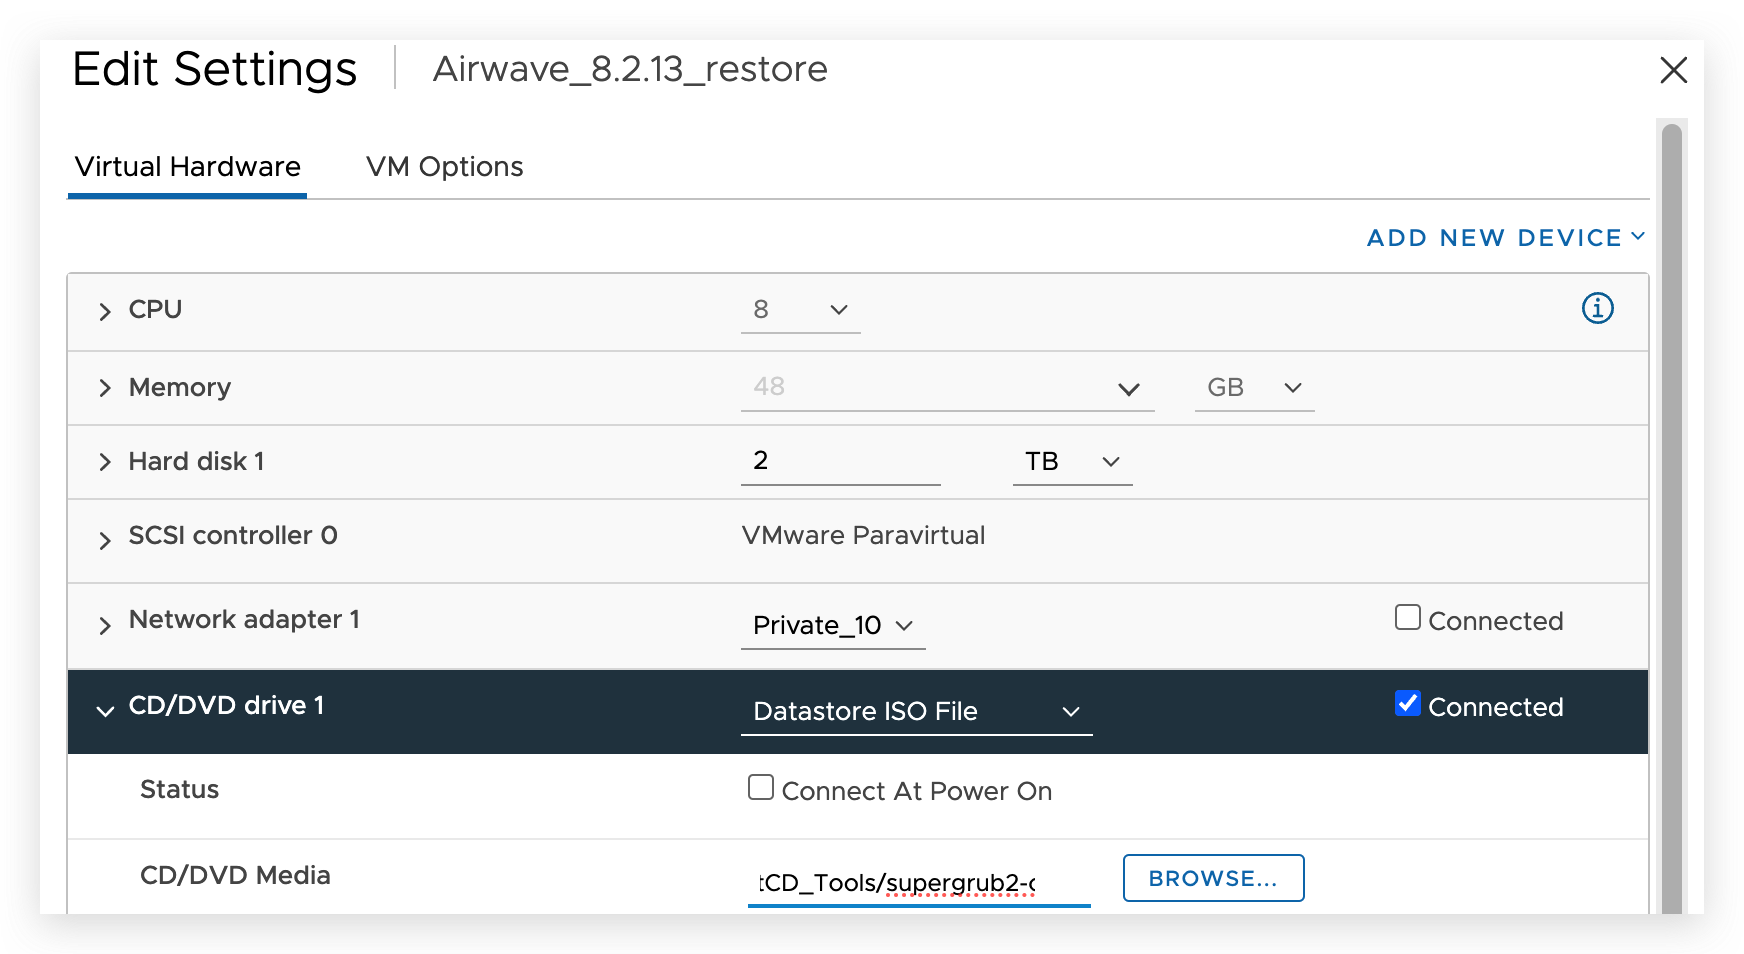 Edit Settings | Airwave_8.2.13_restore
Virtual Hardware VM Options
ADD NEW DEVICE
CPU 8
Memory 48 GB
Hard disk 1 2 TB
SCSI controller 0 VMware Paravirtual
Network adapter 1 Private_10 Connected
CD/DVD drive 1 Datastore ISO File Connected
Status Connect At Power On
CD/DVD Media tCD_Tools/supergrub2-c BROWSE...